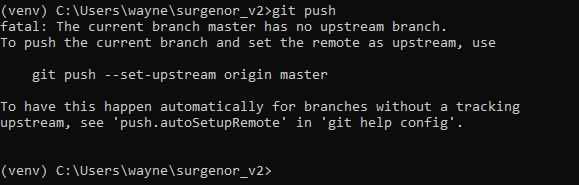 (venv) C:\Users\wayne\surgenor_v2>git push
fatal: The current branch master has no upstream branch.
To push the current branch and set the remote as upstream, use
git push --set-upstream origin master
To have this happen automatically for branches without a tracking
upstream, see 'push.autoSetupRemote' in 'git help config'.
(venv) C:\Users\wayne\surgenor_v2>